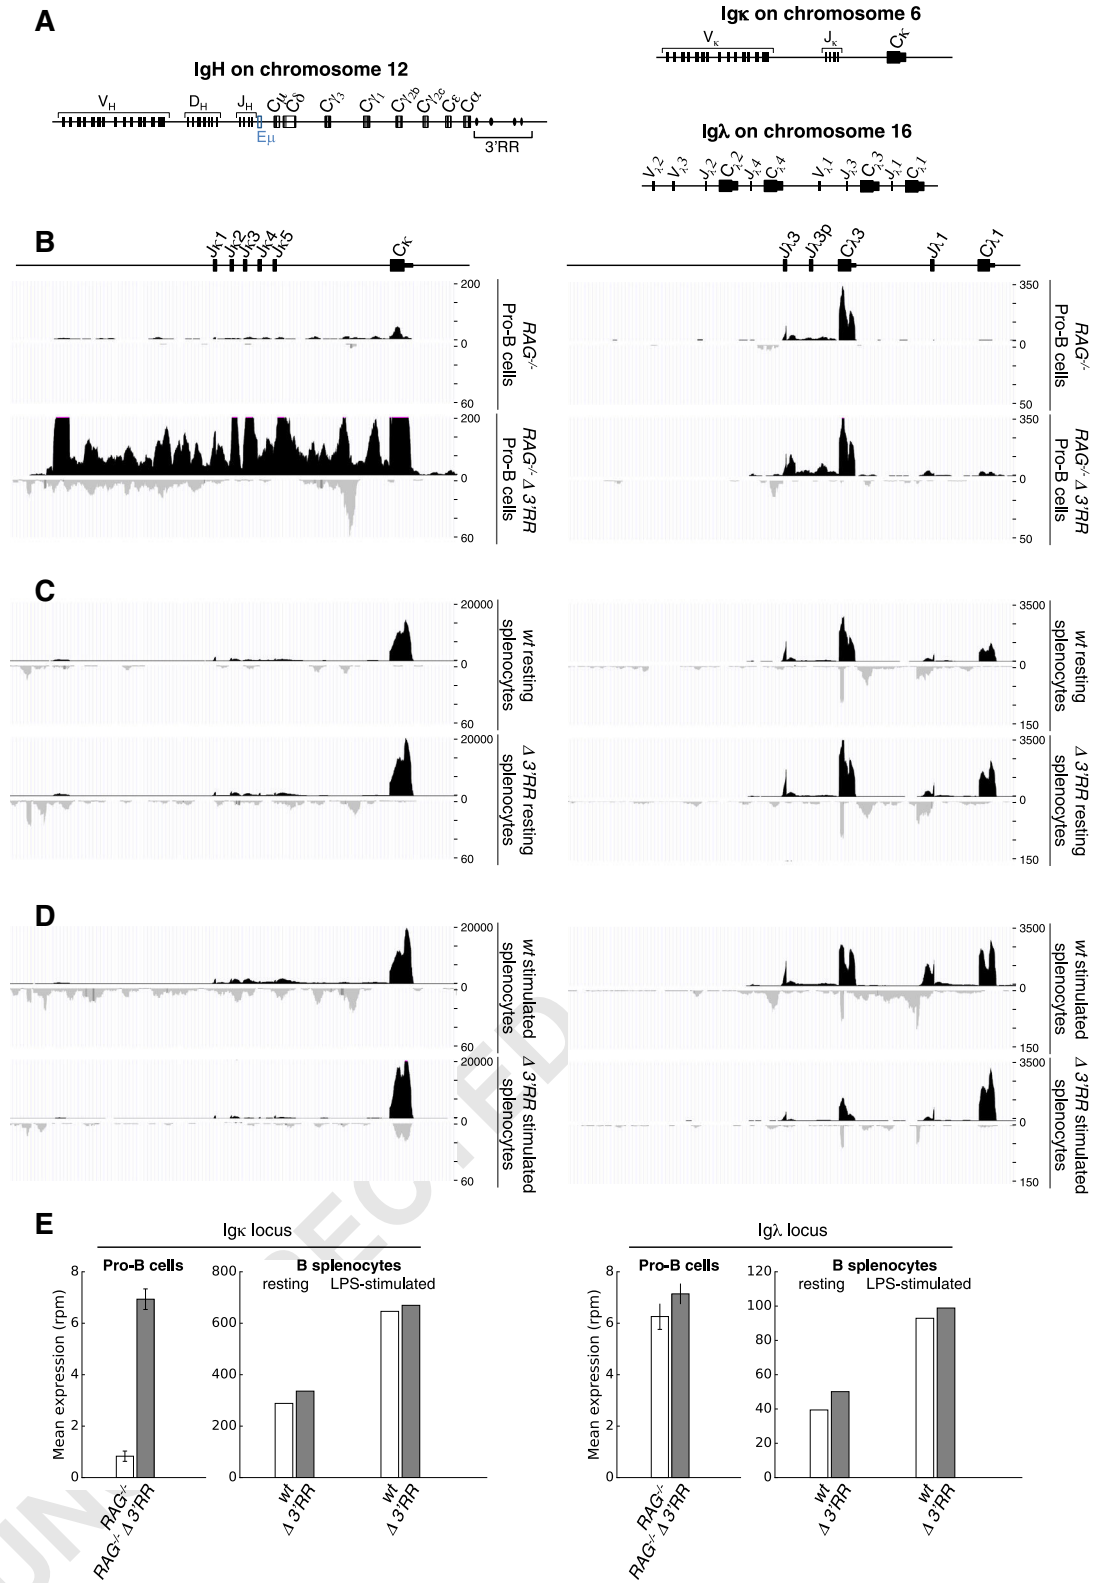 A
Igκ on chromosome 6
Vκ Jκ Cκ
IgH on chromosome 12
VH DH JH Cμ Cδ Cγ3 Cγ1 Cγ2b Cγ2c Cε Cα
Eμ
3'RR
Igλ on chromosome 16
Vλ2 Vλ3 Jλ2 Cλ2 Jλ4 Cλ4 Vλ1 Jλ3 Cλ3 Jλ1 Cλ1
B
Jκ1 Jκ2 Jκ3 Jκ4 Jκ5 Cκ
Jλ3 Jλ3p Cλ3 Jλ1 Cλ1
200
0
60
RAG-/-
Pro-B cells
350
0
50
RAG-/-
Pro-B cells
200
0
60
RAG-/- Δ 3'RR
Pro-B cells
350
0
50
RAG-/- Δ 3'RR
Pro-B cells
C
20000
0
60
wt resting
splenocytes
3500
0
150
wt resting
splenocytes
20000
0
60
Δ 3'RR resting
splenocytes
3500
0
150
Δ 3'RR resting
splenocytes
D
20000
0
60
wt stimulated
splenocytes
3500
0
150
wt stimulated
splenocytes
20000
0
60
Δ 3'RR stimulated
splenocytes
3500
0
150
Δ 3'RR stimulated
splenocytes
E
Igκ locus
Pro-B cells
Mean expression (rpm)
8
6
4
2
0
RAG-/-
RAG-/- Δ 3'RR
B splenocytes
resting LPS-stimulated
800
600
400
200
0
wt
Δ 3'RR
wt
Δ 3'RR
Igλ locus
Pro-B cells
Mean expression (rpm)
8
6
4
2
0
RAG-/-
RAG-/- Δ 3'RR
B splenocytes
resting LPS-stimulated
120
100
80
60
40
20
0
wt
Δ 3'RR
wt
Δ 3'RR